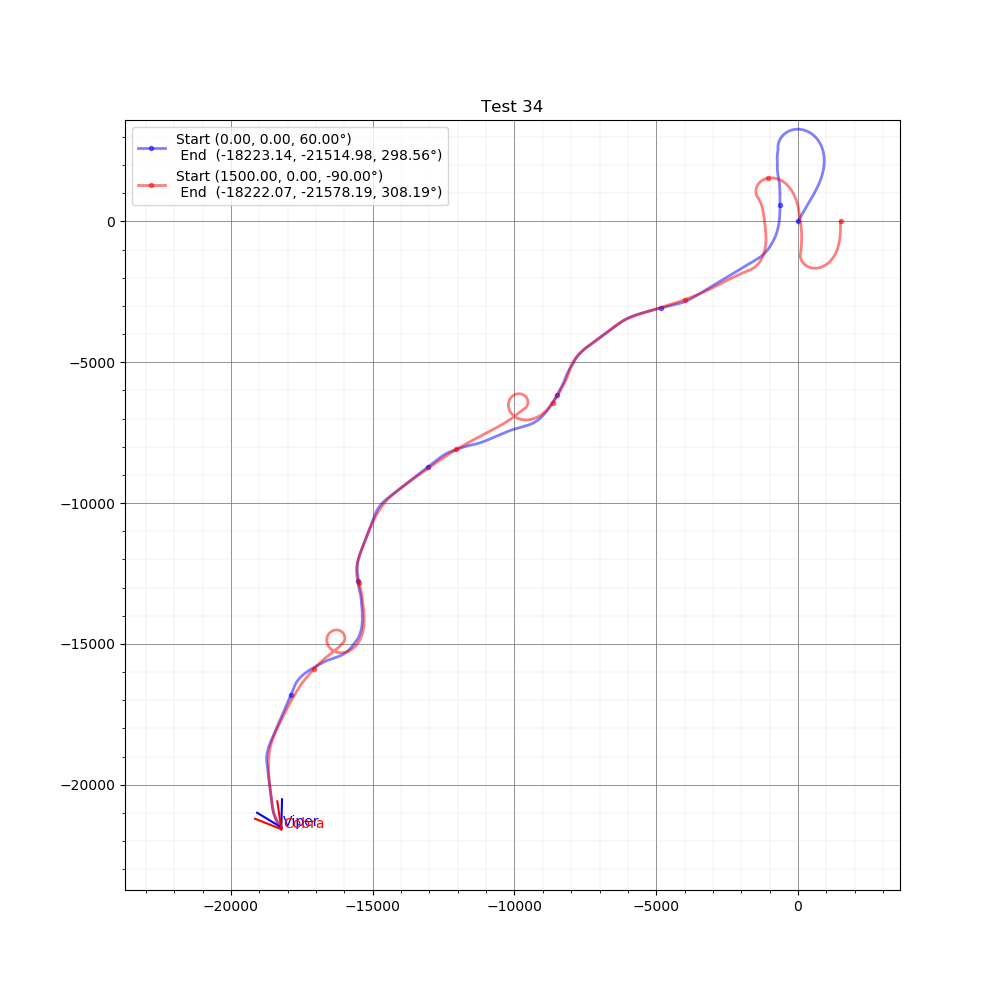 Test 34
Start (0.00, 0.00, 60.00°)
End  (-18223.14, -21514.98, 298.56°)
Start (1500.00, 0.00, -90.00°)
End  (-18222.07, -21578.19, 308.19°)
0
−5000
−10000
−15000
−20000
Viper
Cobra
−20000 −15000 −10000 −5000 0